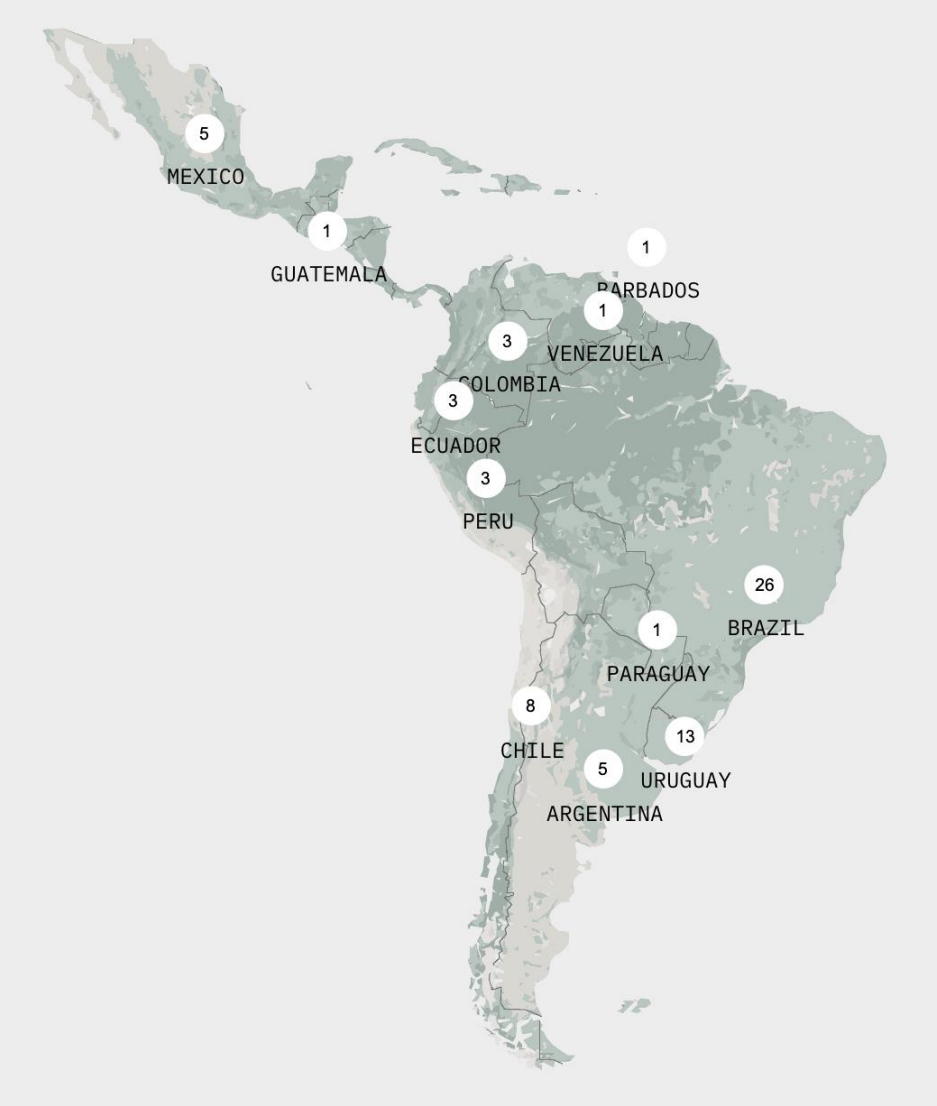 5
MEXICO
1
GUATEMALA
1
BARBADOS
1
VENEZUELA
3
COLOMBIA
3
ECUADOR
3
PERU
26
BRAZIL
1
PARAGUAY
8
CHILE
13
URUGUAY
5
ARGENTINA